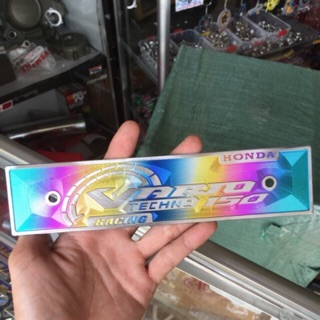 HONDA
VARIO
TECHNO 150
RACING